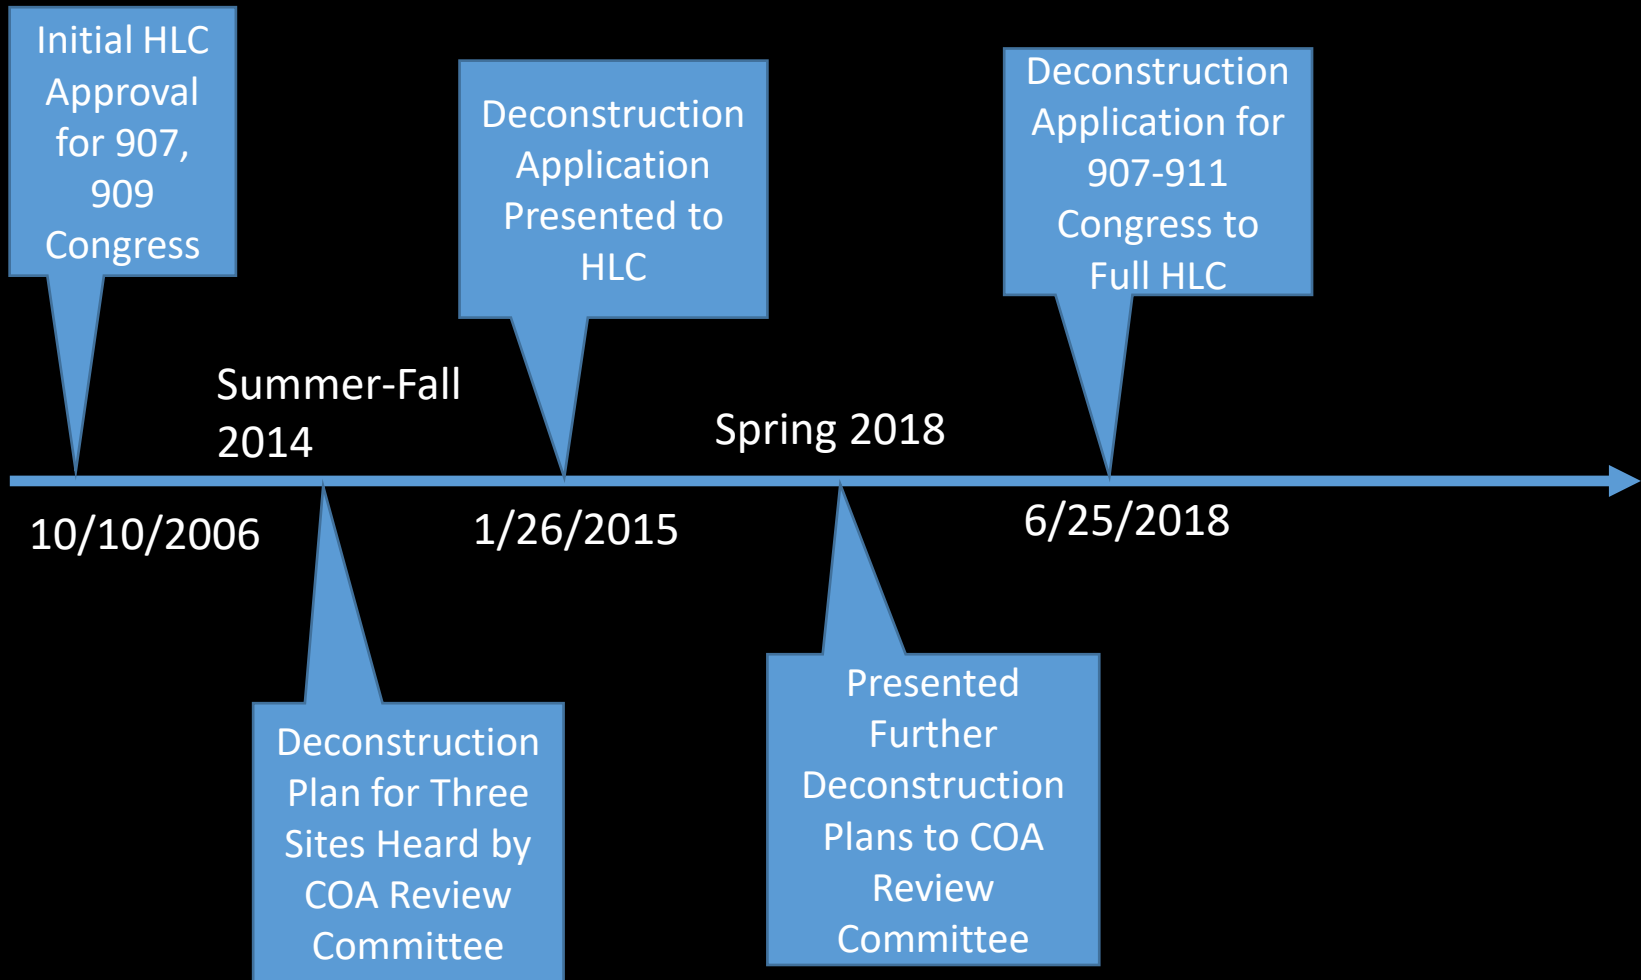 Initial HLC
Approval
for 907,
909
Congress
Deconstruction
Application
Presented to
HLC
Deconstruction
Application for
907-911
Congress to
Full HLC
Summer-Fall
2014
Spring 2018
10/10/2006
1/26/2015
6/25/2018
Deconstruction
Plan for Three
Sites Heard by
COA Review
Committee
Presented
Further
Deconstruction
Plans to COA
Review
Committee